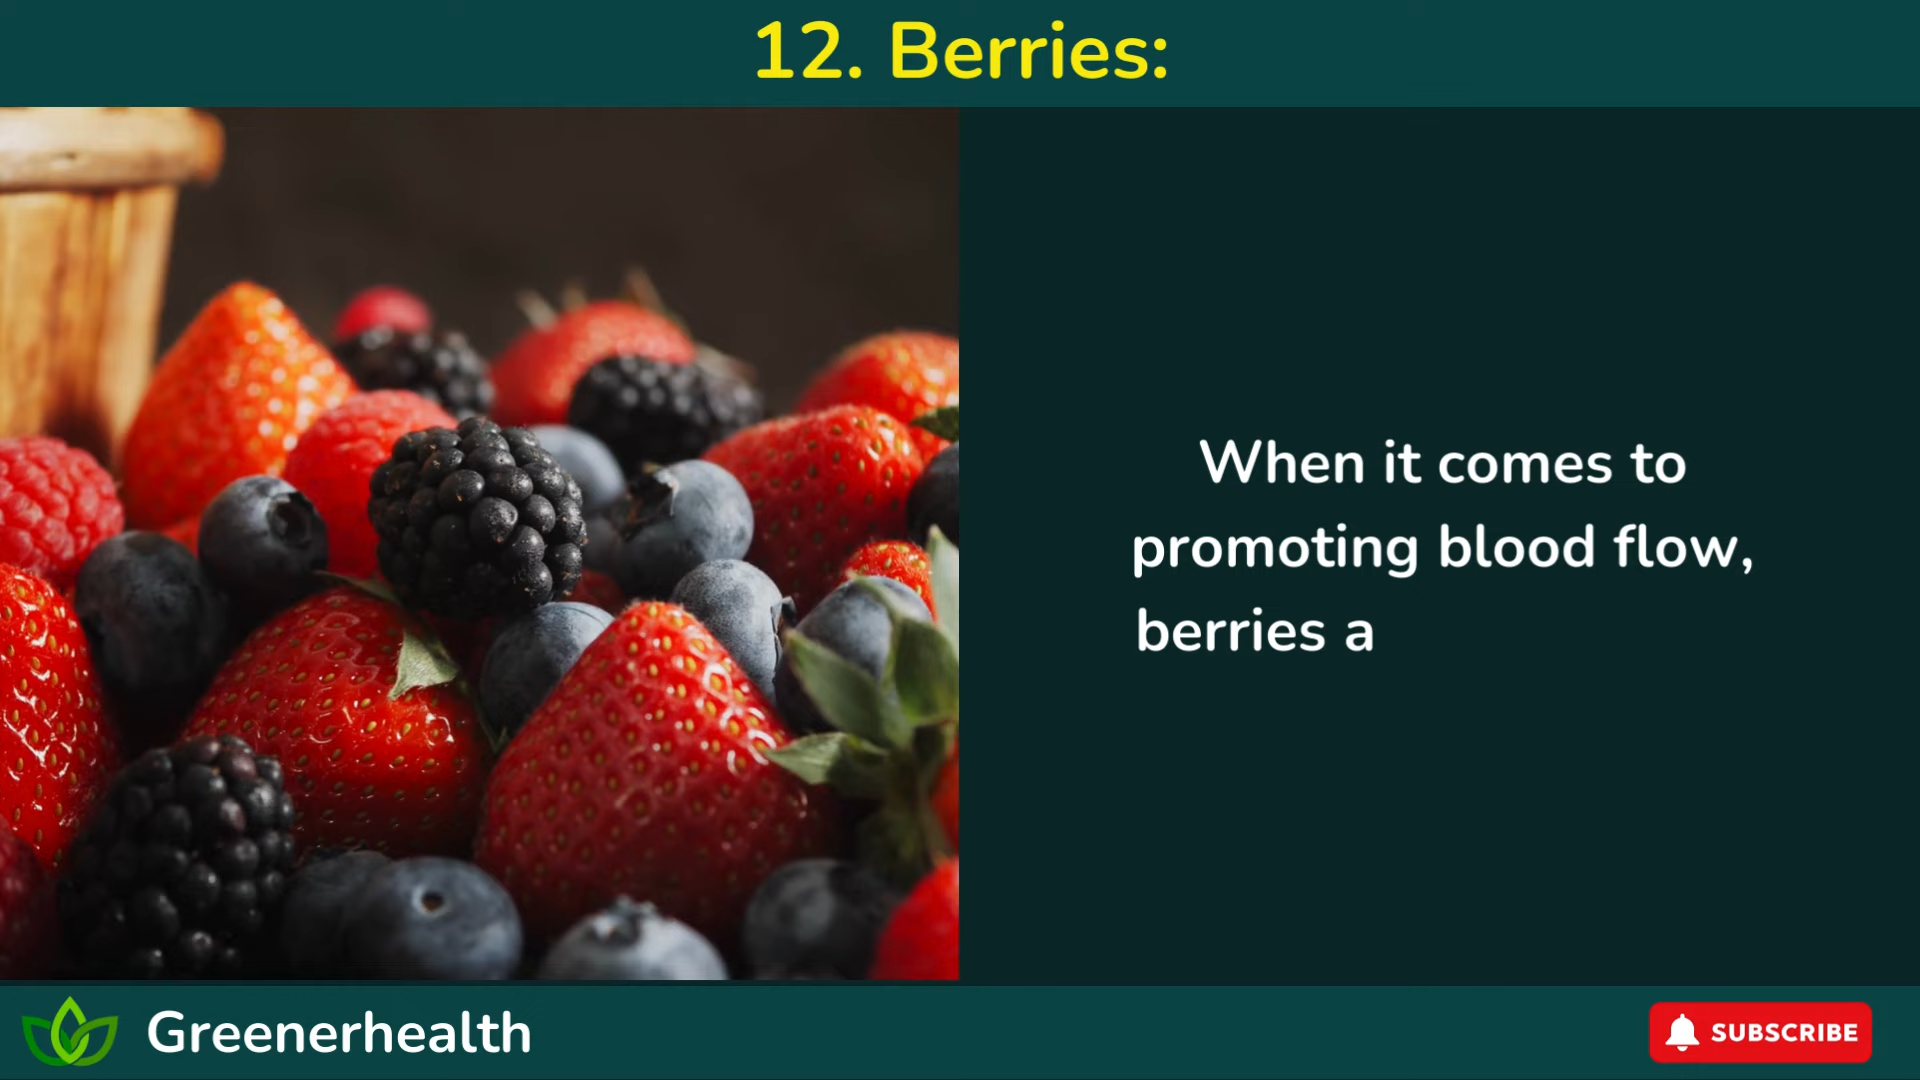 12. Berries:
When it comes to
promoting blood flow,
berries a
Greenerhealth
SUBSCRIBE